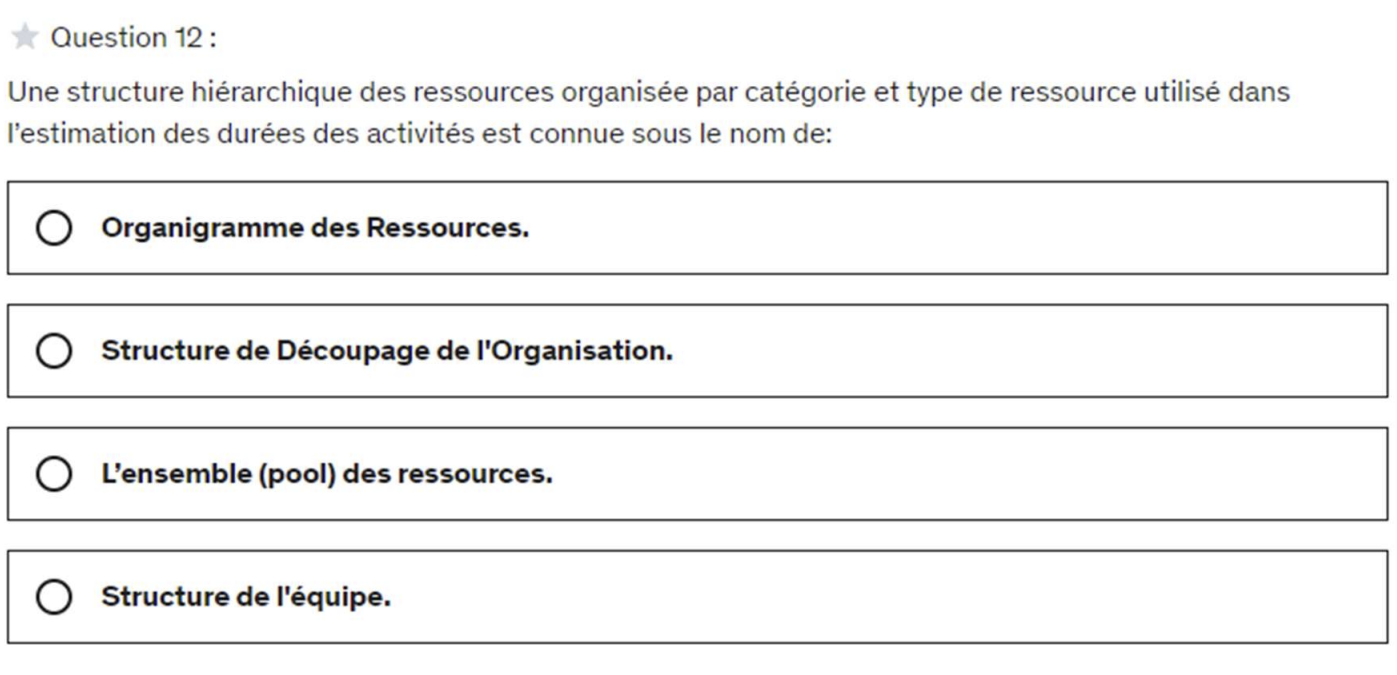 Question 12 :
Une structure hiérarchique des ressources organisée par catégorie et type de ressource utilisé dans
l’estimation des durées des activités est connue sous le nom de:
Organigramme des Ressources.
Structure de Découpage de l'Organisation.
L’ensemble (pool) des ressources.
Structure de l'équipe.